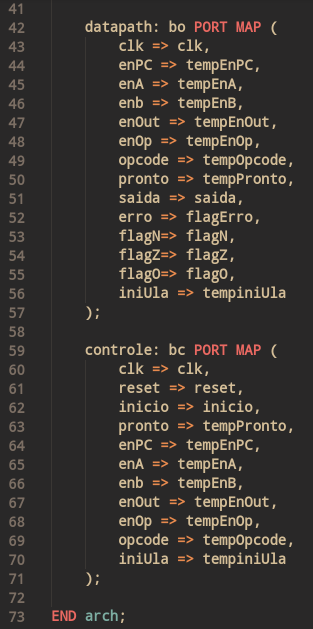 41
42 datapath: bo PORT MAP (
43 clk => clk,
44 enPC => tempEnPC,
45 enA => tempEnA,
46 enb => tempEnB,
47 enOut => tempEnOut,
48 enOp => tempEnOp,
49 opcode => tempOpcode,
50 pronto => tempPronto,
51 saida => saida,
52 erro => flagErro,
53 flagN=> flagN,
54 flagZ=> flagZ,
55 flagO=> flagO,
56 iniUla => tempiniUla
57 );
58
59 controle: bc PORT MAP (
60 clk => clk,
61 reset => reset,
62 inicio => inicio,
63 pronto => tempPronto,
64 enPC => tempEnPC,
65 enA => tempEnA,
66 enb => tempEnB,
67 enOut => tempEnOut,
68 enOp => tempEnOp,
69 opcode => tempOpcode,
70 iniUla => tempiniUla
71 );
72
73 END arch;